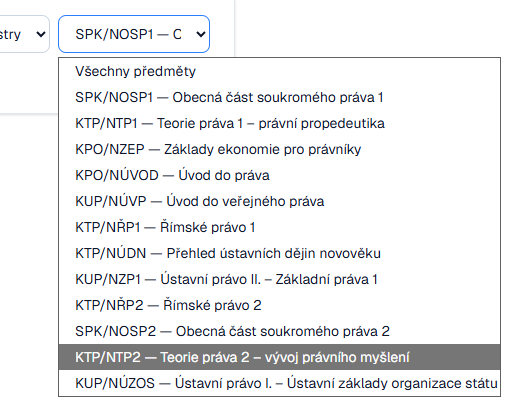 stry
SPK/NOSP1 — C
Všechny předměty
SPK/NOSP1 — Obecná část soukromého práva 1
KTP/NTP1 — Teorie práva 1 – právní propedeutika
KPO/NZEP — Základy ekonomie pro právníky
KPO/NÚVOD — Úvod do práva
KUP/NÚVP — Úvod do veřejného práva
KTP/NŘP1 — Římské právo 1
KTP/NÚDN — Přehled ústavních dějin novověku
KUP/NZP1 — Ústavní právo II. – Základní práva 1
KTP/NŘP2 — Římské právo 2
SPK/NOSP2 — Obecná část soukromého práva 2
KTP/NTP2 — Teorie práva 2 – vývoj právního myšlení
KUP/NÚZOS — Ústavní právo I. – Ústavní základy organizace státu